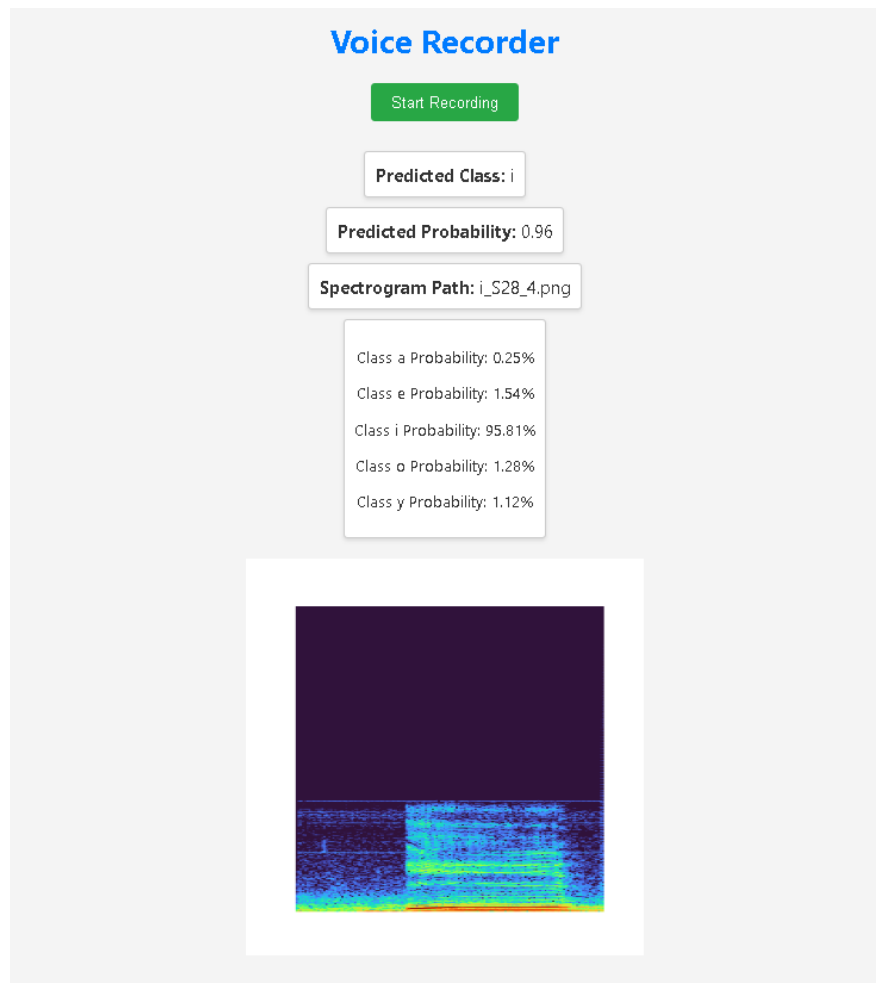 Voice Recorder
Start Recording
Predicted Class: i
Predicted Probability: 0.96
Spectrogram Path: i_S28_4.png
Class a Probability: 0.25%
Class e Probability: 1.54%
Class i Probability: 95.81%
Class o Probability: 1.28%
Class y Probability: 1.12%